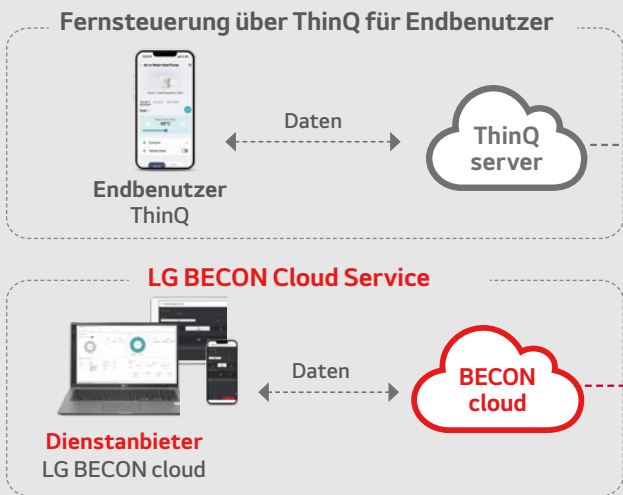 Fernsteuerung über ThinQ für Endbenutzer
Daten
ThinQ
server
Endbenutzer
ThinQ
LG BECON Cloud Service
Daten
BECON
cloud
Dienstanbieter
LG BECON cloud